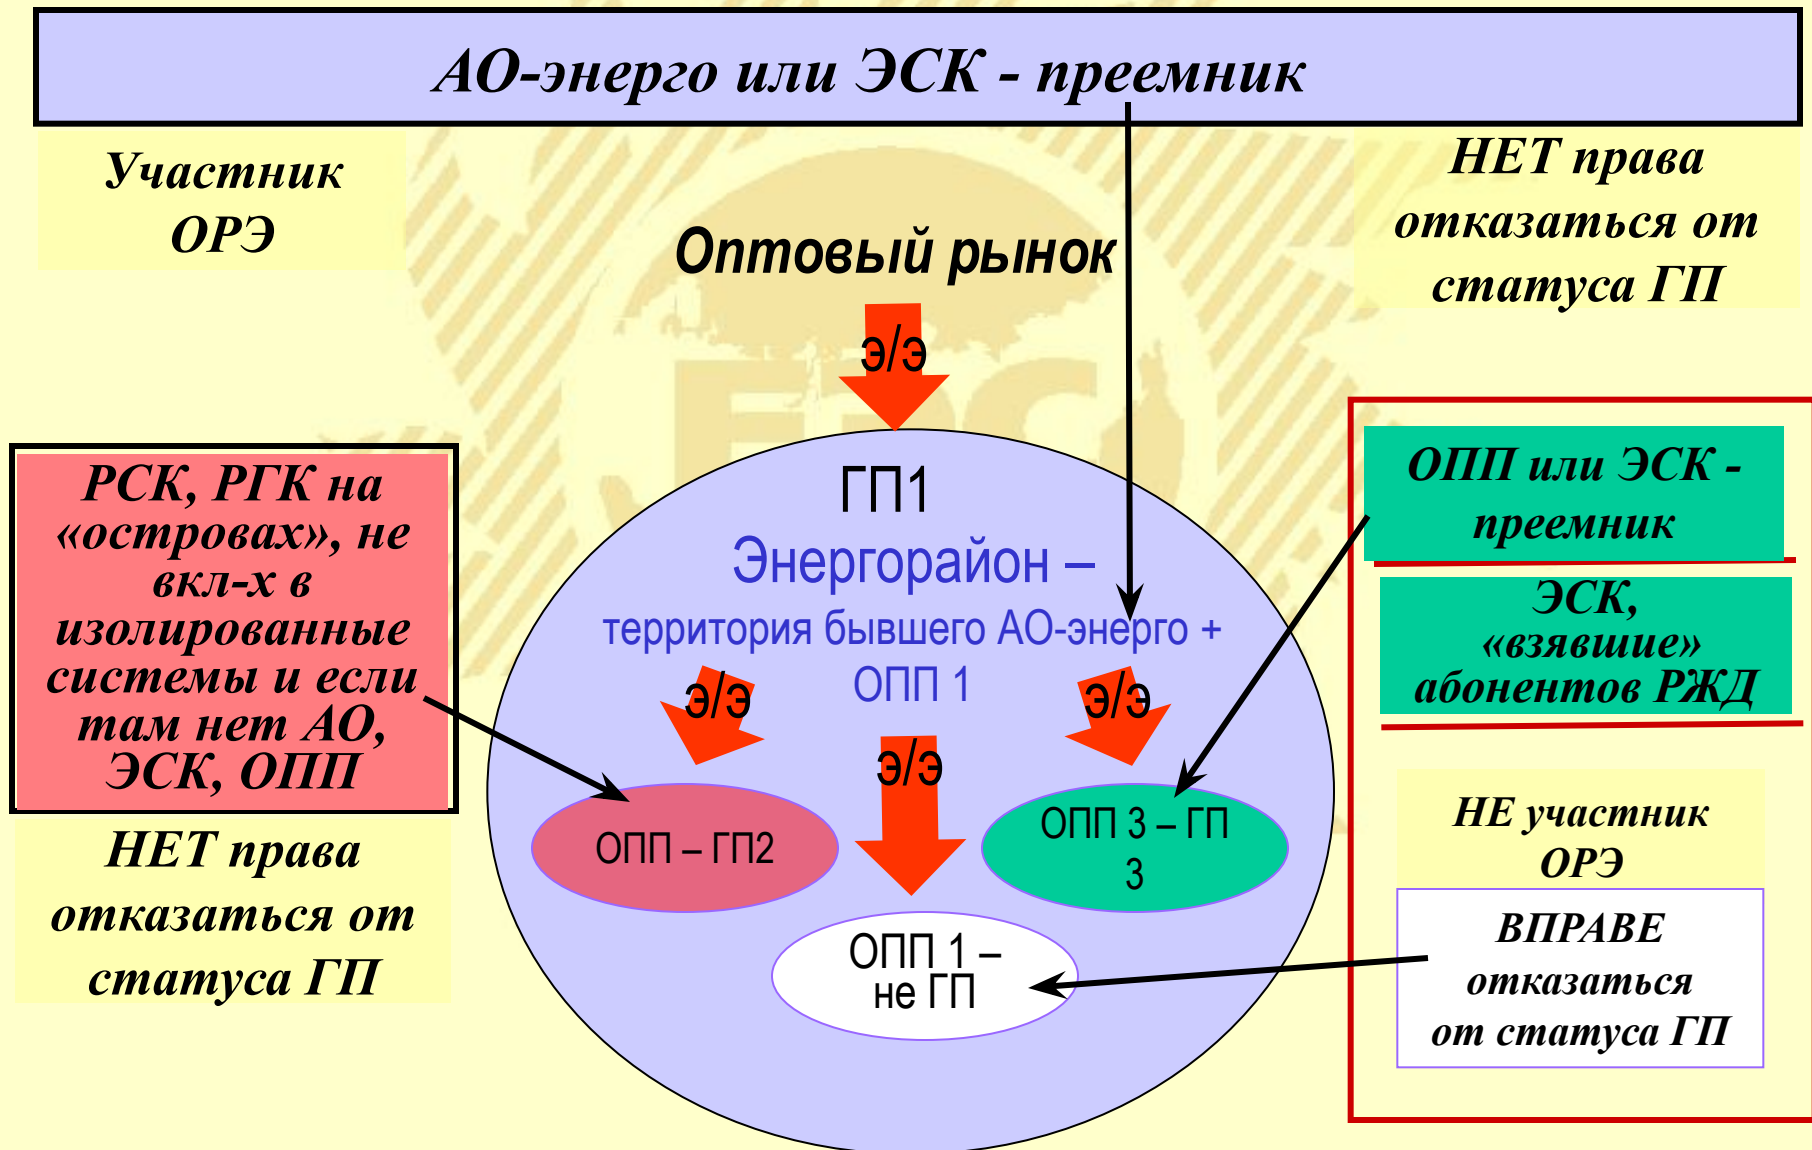 АО-энерго или ЭСК - преемник
Участник
ОРЭ
НЕТ права
отказаться от
статуса ГП
Оптовый рынок
э/э
РСК, РГК на
«островах», не
вкл-х в
изолированные
системы и если
там нет АО,
ЭСК, ОПП
НЕТ права
отказаться от
статуса ГП
ГП1
Энергорайон –
территория бывшего АО-энерго +
ОПП 1
э/э
э/э
э/э
ОПП – ГП2
ОПП 3 – ГП
3
ОПП 1 –
не ГП
ОПП или ЭСК -
преемник
ЭСК,
«взявшие»
абонентов РЖД
НЕ участник
ОРЭ
ВПРАВЕ
отказаться
от статуса ГП